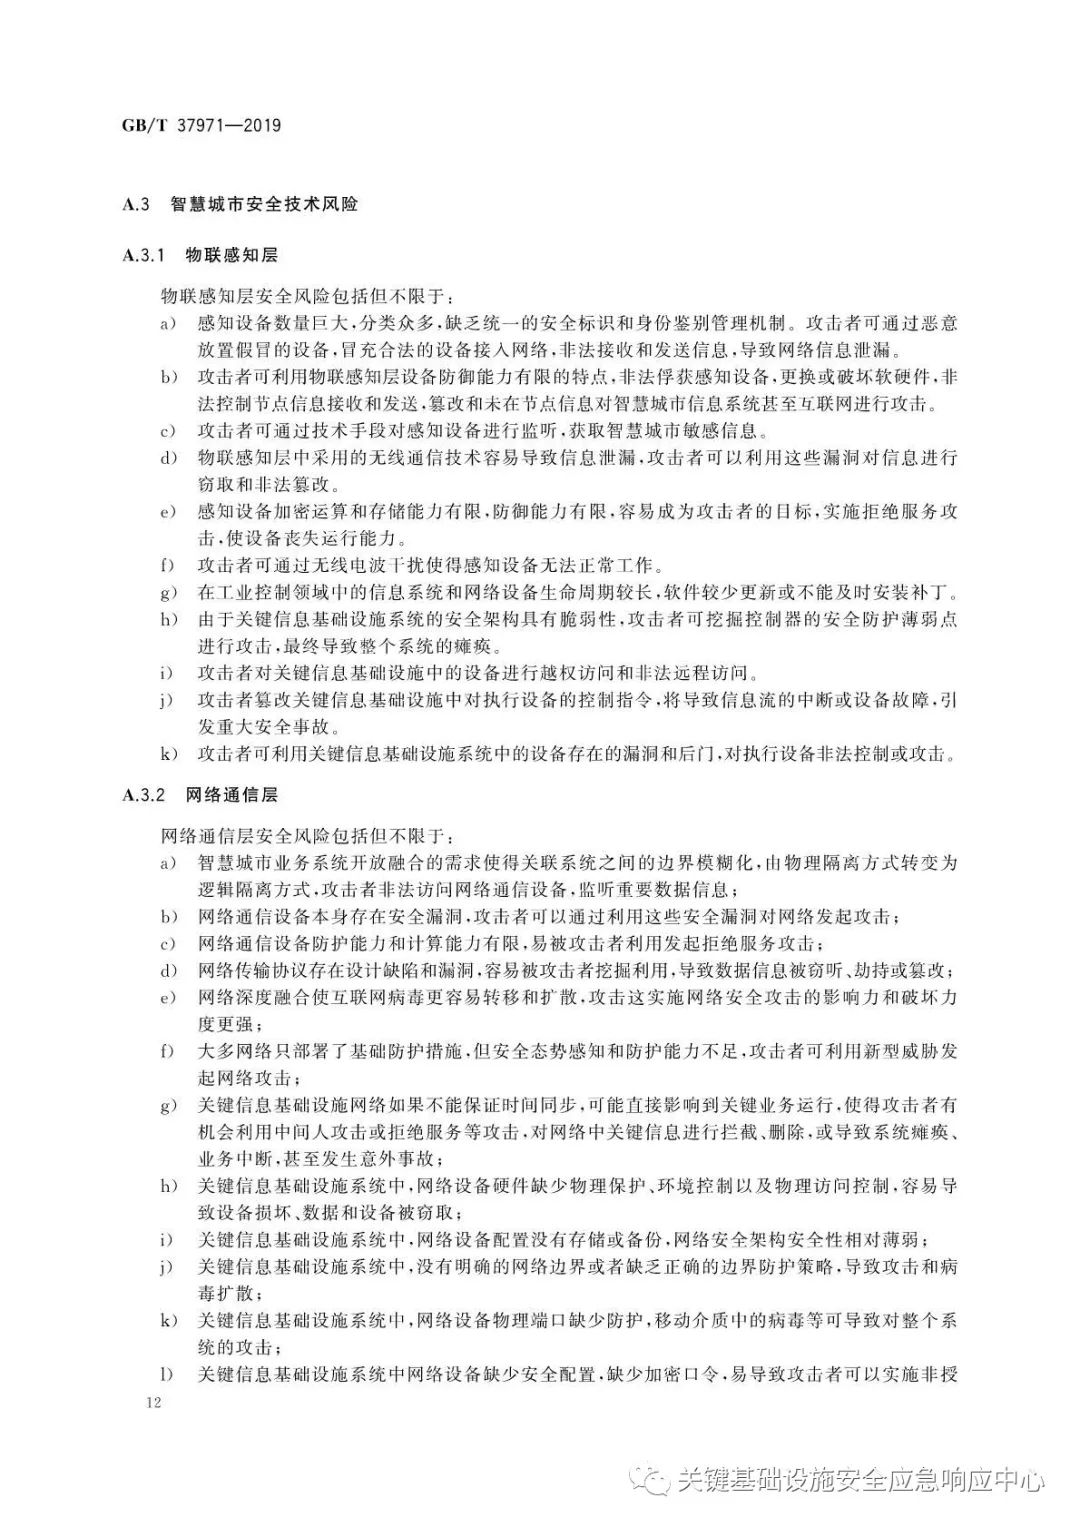 GB/T 37971—2019
A.3 智慧城市安全技术风险
A.3.1 物联感知层
物联感知层安全风险包括但不限于:
a) 感知设备数量巨大,分类众多,缺乏统一的安全标识和身份鉴别管理机制。攻击者可通过恶意
放置假冒的设备,冒充合法的设备接入网络,非法接收和发送信息,导致网络信息泄漏。
b) 攻击者可利用物联感知层设备防御能力有限的特点,非法俘获感知设备,更换或破坏软硬件,非
法控制节点信息接收和发送,篡改和未在节点信息对智慧城市信息系统甚至互联网进行攻击。
c) 攻击者可通过技术手段对感知设备进行监听,获取智慧城市敏感信息。
d) 物联感知层中采用的无线通信技术容易导致信息泄漏,攻击者可以利用这些漏洞对信息进行
窃取和非法篡改。
e) 感知设备加密运算和存储能力有限,防御能力有限,容易成为攻击者的目标,实施拒绝服务攻
击,使设备丧失运行能力。
f) 攻击者可通过无线电波干扰使得感知设备无法正常工作。
g) 在工业控制领域中的信息系统和网络设备生命周期较长,软件较少更新或不能及时安装补丁。
h) 由于关键信息基础设施系统的安全架构具有脆弱性,攻击者可挖掘控制器的安全防护薄弱点
进行攻击,最终导致整个系统的瘫痪。
i) 攻击者对关键信息基础设施中的设备进行越权访问和非法远程访问。
j) 攻击者篡改关键信息基础设施中对执行设备的控制指令,将导致信息流的中断或设备故障,引
发重大安全事故。
k) 攻击者可利用关键信息基础设施系统中的设备存在的漏洞和后门,对执行设备非法控制或攻击。
A.3.2 网络通信层
网络通信层安全风险包括但不限于:
a) 智慧城市业务系统开放融合的需求使得关联系统之间的边界模糊化,由物理隔离方式转变为
逻辑隔离方式,攻击者非法访问网络通信设备,监听重要数据信息;
b) 网络通信设备本身存在安全漏洞,攻击者可以通过利用这些安全漏洞对网络发起攻击;
c) 网络通信设备防护能力和计算能力有限,易被攻击者利用发起拒绝服务攻击;
d) 网络传输协议存在设计缺陷和漏洞,容易被攻击者挖掘利用,导致数据信息被窃听、劫持或篡改;
e) 网络深度融合使互联网病毒更容易转移和扩散,攻击这实施网络安全攻击的影响力和破坏力
度更强;
f) 大多网络只部署了基础防护措施,但安全态势感知和防护能力不足,攻击者可利用新型威胁发
起网络攻击;
g) 关键信息基础设施网络如果不能保证时间同步,可能直接影响到关键业务运行,使得攻击者有
机会利用中间人攻击或拒绝服务等攻击,对网络中关键信息进行拦截、删除,或导致系统瘫痪、
业务中断,甚至发生意外事故;
h) 关键信息基础设施系统中,网络设备硬件缺少物理保护、环境控制以及物理访问控制,容易导
致设备损坏、数据和设备被窃取;
i) 关键信息基础设施系统中,网络设备配置没有存储或备份,网络安全架构安全性相对薄弱;
j) 关键信息基础设施系统中,没有明确的网络边界或者缺乏正确的边界防护策略,导致攻击和病
毒扩散;
k) 关键信息基础设施系统中,网络设备物理端口缺少防护,移动介质中的病毒等可导致对整个系
统的攻击;
l) 关键信息基础设施系统中网络设备缺少安全配置,缺少加密口令,易导致攻击者可以实施非授
12
关键基础设施安全应急响应中心